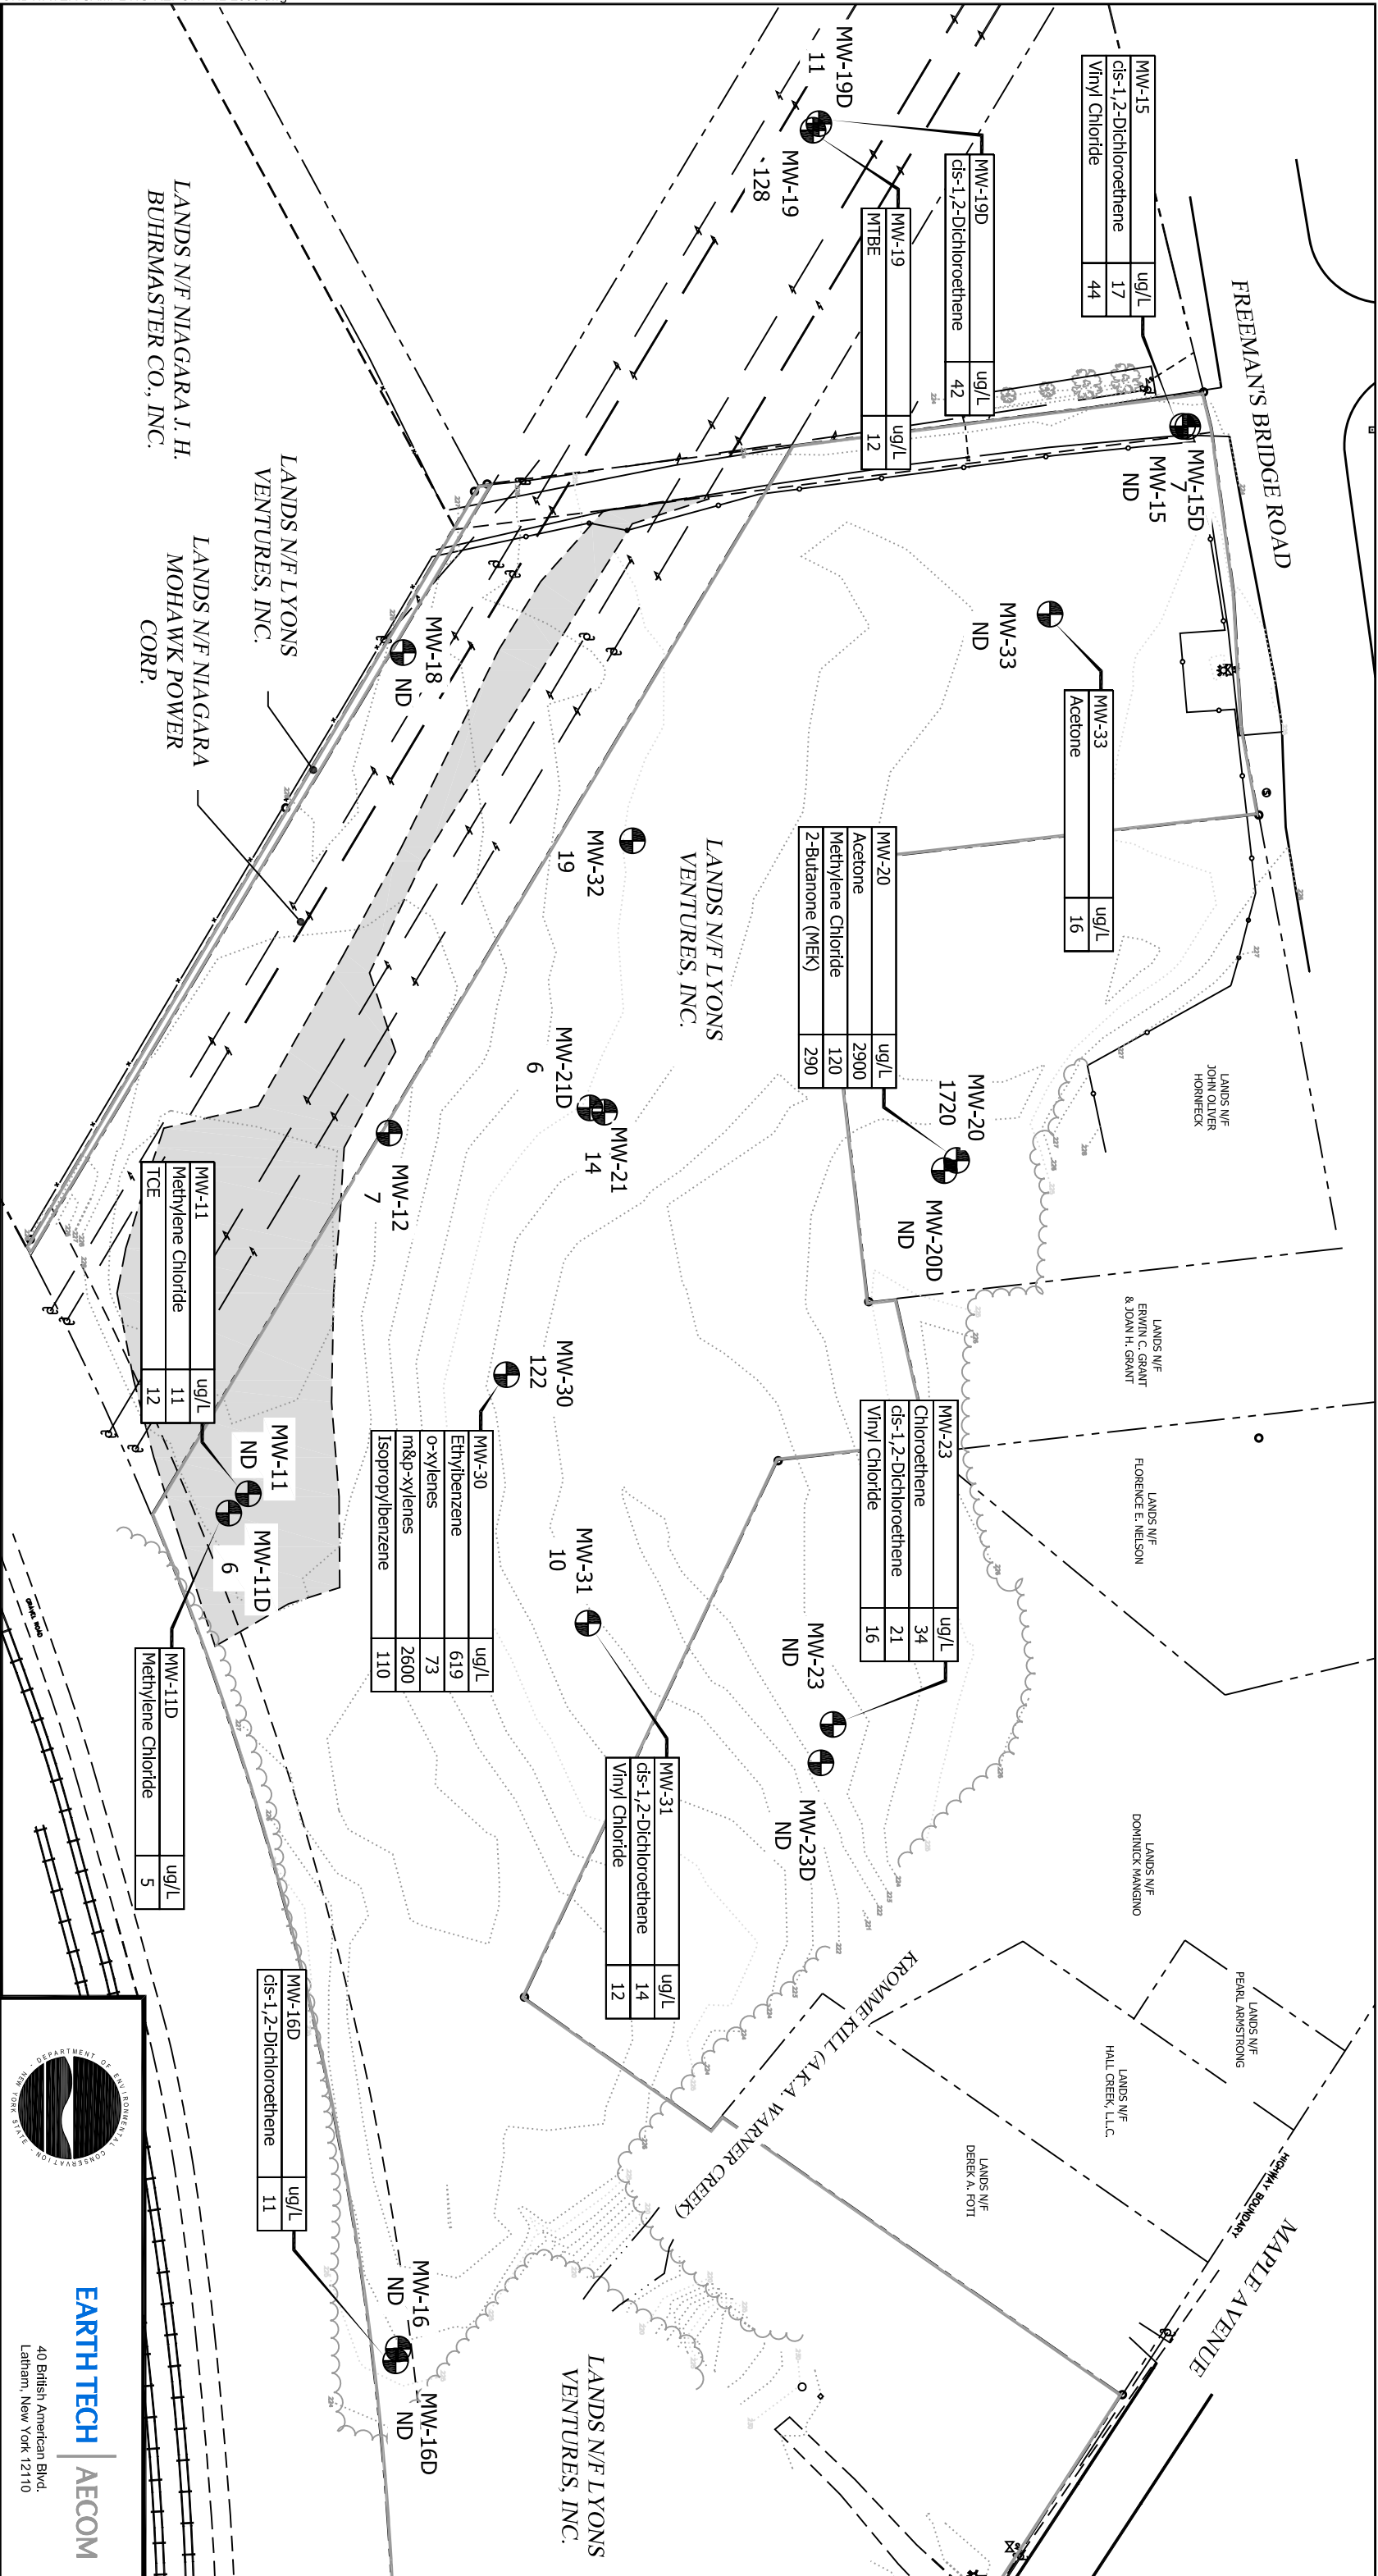 FREEMAN'S BRIDGE ROAD
MW-15 ug/L
cis-1,2-Dichloroethene 17
Vinyl Chloride 44
MW-19D ug/L
cis-1,2-Dichloroethene 42
MW-19 ug/L
MTBE 12
MW-19D
11
MW-19
128
MW-15D
7
MW-15
ND
MW-33
ND
MW-33 ug/L
Acetone 16
LANDS N/F NIAGARA J. H.
BUHRMASTER CO., INC.
LANDS N/F LYONS
VENTURES, INC.
LANDS N/F NIAGARA
MOHAWK POWER
CORP.
MW-18
ND
MW-32
19
LANDS N/F LYONS
VENTURES, INC.
MW-20 ug/L
Acetone 2900
Methylene Chloride 120
2-Butanone (MEK) 290
MW-20
1720
MW-20D
ND
MW-21D
6
MW-21
14
MW-12
7
LANDS N/F
JOHN OLIVER
HORNFECK
LANDS N/F
ERWIN C. GRANT
& JOAN H. GRANT
LANDS N/F
FLORENCE E. NELSON
MW-11 ug/L
Methylene Chloride 11
TCE 12
MW-11
ND
MW-11D
6
MW-11D ug/L
Methylene Chloride 5
MW-30
122
MW-30 ug/L
Ethylbenzene 619
o-xylenes 73
m&p-xylenes 2600
Isopropylbenzene 110
MW-31
10
MW-31 ug/L
cis-1,2-Dichloroethene 14
Vinyl Chloride 12
MW-23 ug/L
Chloroethene 34
cis-1,2-Dichloroethene 21
Vinyl Chloride 16
MW-23
ND
MW-23D
ND
LANDS N/F
DOMINICK MANGINO
LANDS N/F
PEARL ARMSTRONG
LANDS N/F
HALL CREEK, L.L.C.
LANDS N/F
DEREK A. FOTI
KROMME KILL (A.K.A. WARNER CREEK)
HIGHWAY BOUNDARY
MAPLE AVENUE
GRAVEL ROAD
MW-16D ug/L
cis-1,2-Dichloroethene 11
MW-16
ND
MW-16D
ND
LANDS N/F LYONS
VENTURES, INC.
NEW YORK STATE - DEPARTMENT OF ENVIRONMENTAL CONSERVATION
EARTH TECH | AECOM
40 British American Blvd.
Latham, New York 12110